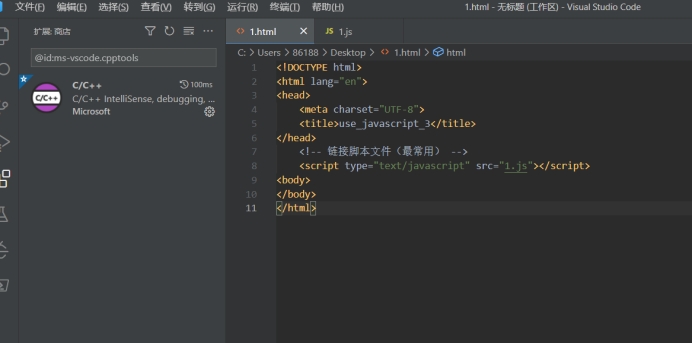 文件(F) 编辑(E) 选择(S) 查看(V) 转到(G) 运行(R) 终端(T) 帮助(H) 1.html - 无标题 (工作区) - Visual Studio Code
扩展: 商店
@id:ms-vscode.cpptools
C/C++
C/C++ 100ms
C/C++ IntelliSense, debugging, ...
Microsoft
1.html 1.js
C: > Users > 86188 > Desktop > 1.html > html
1 <!DOCTYPE html>
2 <html lang="en">
3 <head>
4 <meta charset="UTF-8">
5 <title>use_javascript_3</title>
6 </head>
7 <!-- 链接脚本文件（最常用） -->
8 <script type="text/javascript" src="1.js"></script>
9 <body>
10 </body>
11 </html>